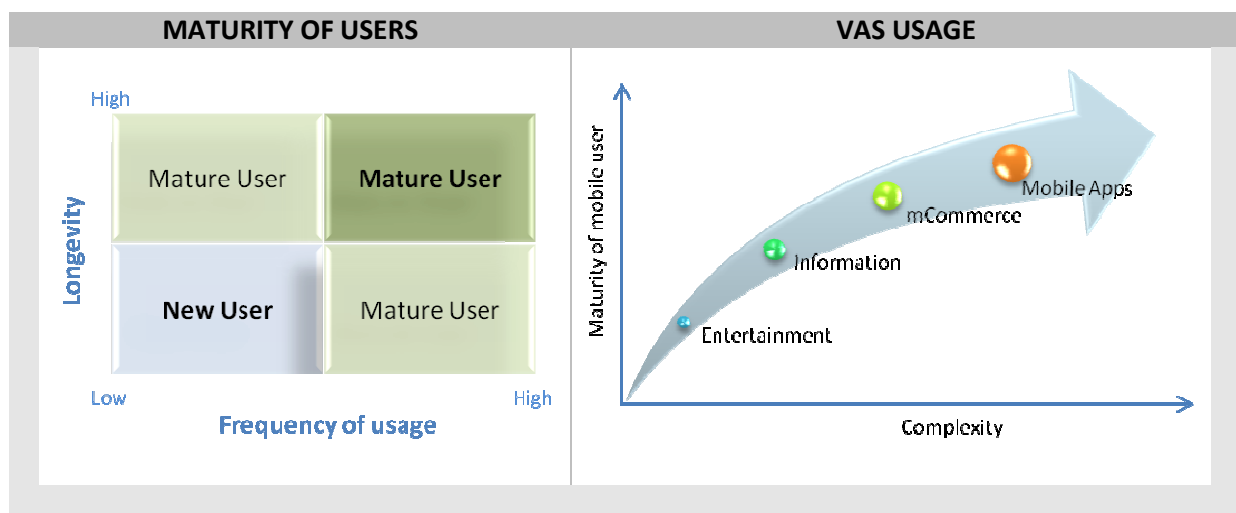 MATURITY OF USERS
VAS USAGE
High
Mature User
Mature User
Longevity
New User
Mature User
Low
High
Frequency of usage
Maturity of mobile user
Mobile Apps
mCommerce
Information
Entertainment
Complexity